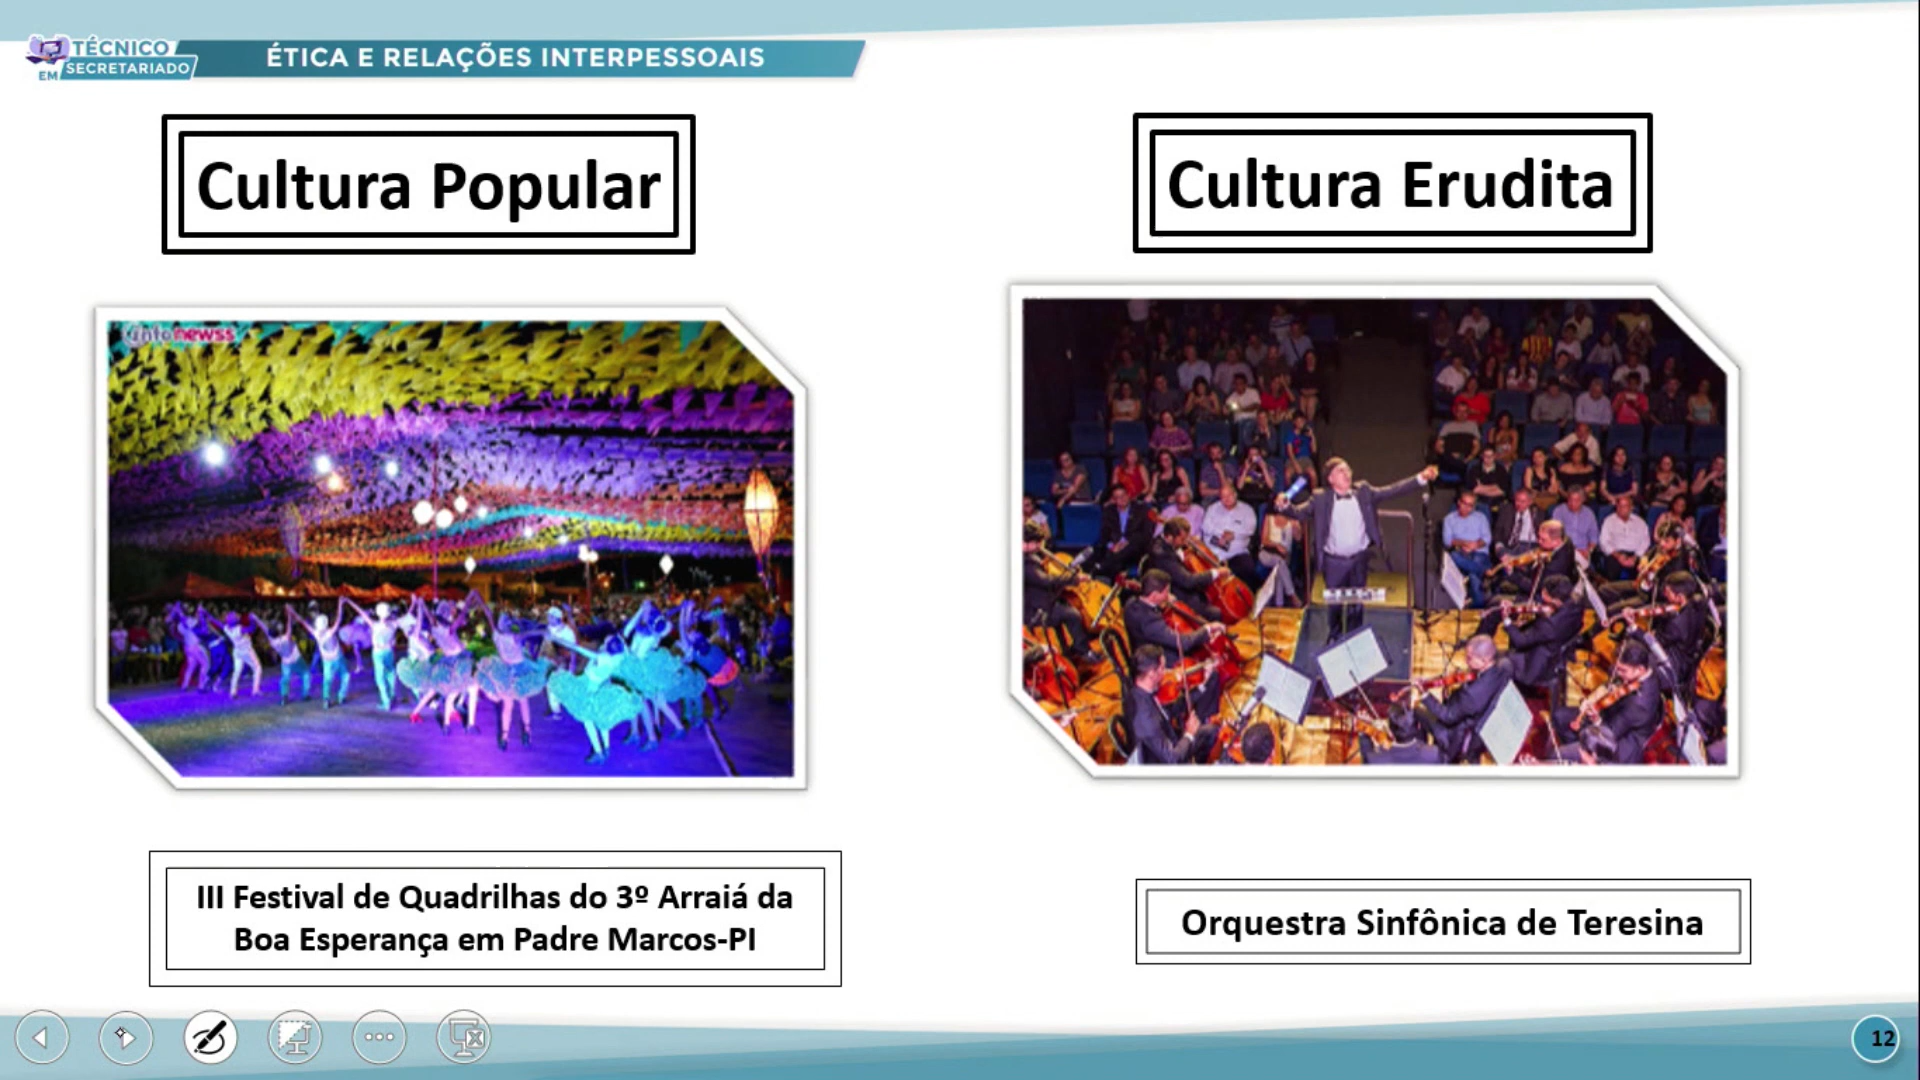 TÉCNICO
EM SECRETARIADO
ÉTICA E RELAÇÕES INTERPESSOAIS
Cultura Popular
Cultura Erudita
infonewss
III Festival de Quadrilhas do 3º Arraiá da
Boa Esperança em Padre Marcos-PI
Orquestra Sinfônica de Teresina
12